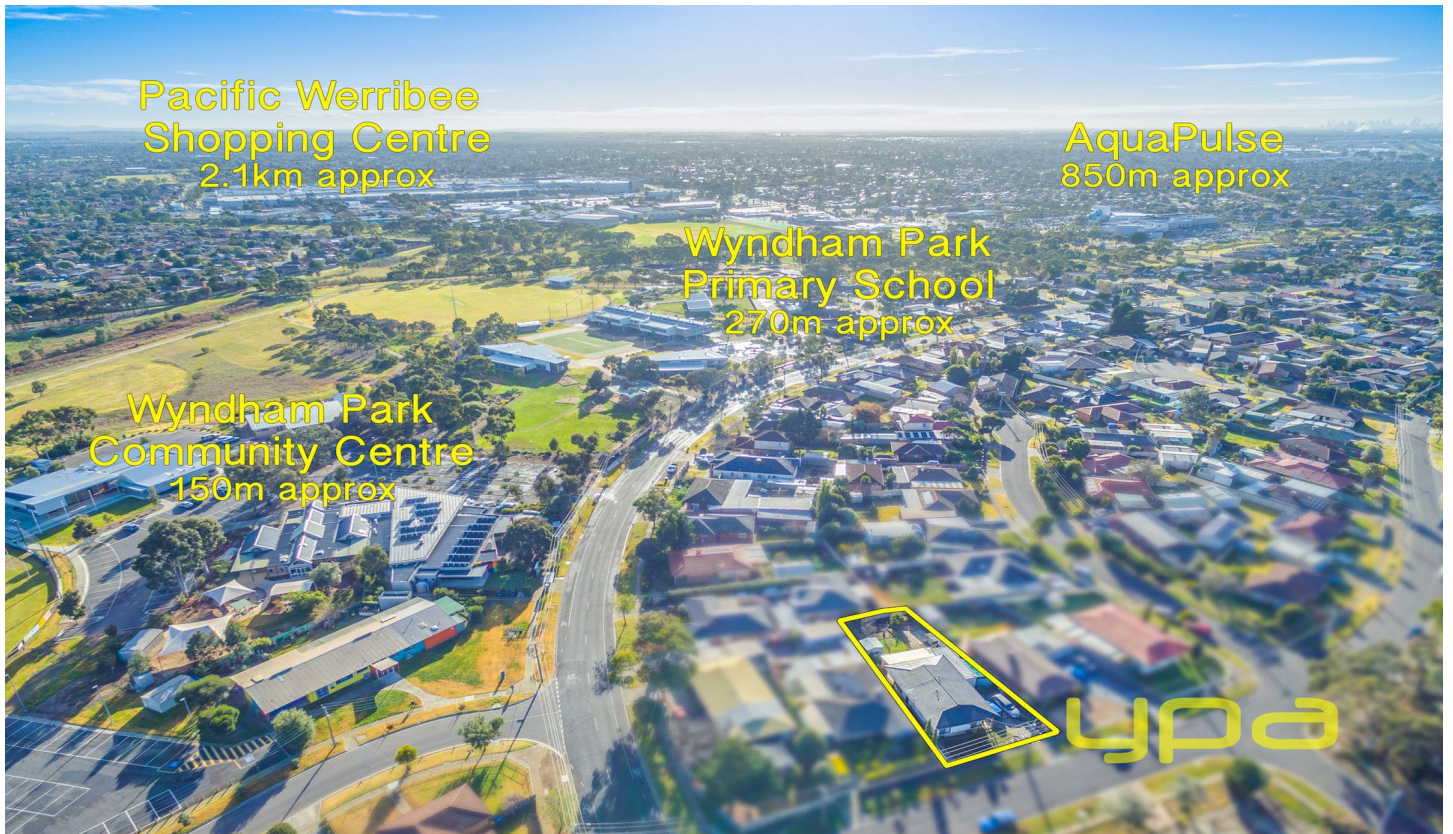 Pacific Werribee
Shopping Centre
2.1km approx
AquaPulse
850m approx
Wyndham Park
Primary School
270m approx
Wyndham Park
Community Centre
150m approx
ypa